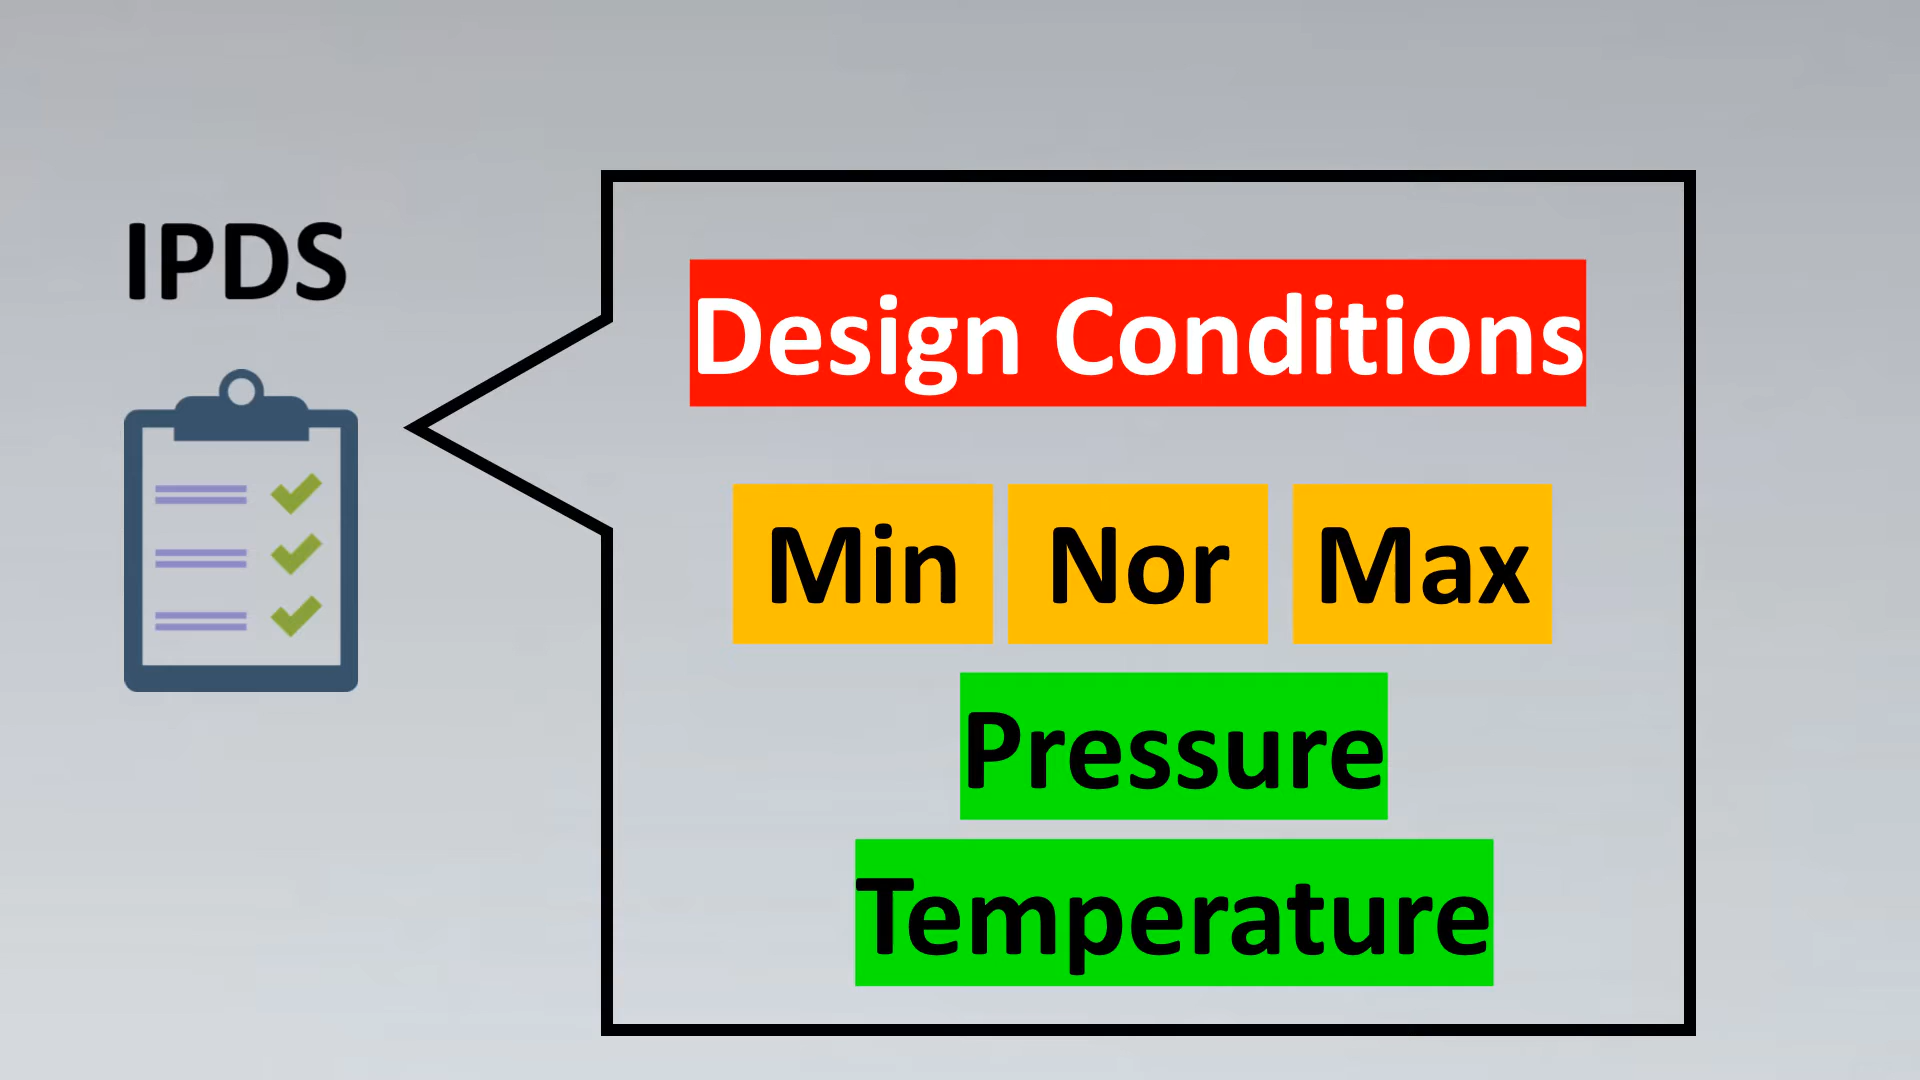 IPDS
Design Conditions
Min Nor Max
Pressure
Temperature